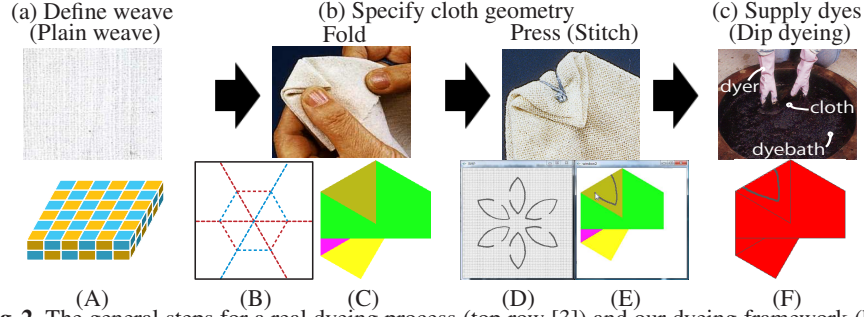 (a) Define weave
(Plain weave)
(b) Specify cloth geometry
Fold
Press (Stitch)
(c) Supply dyes
(Dip dyeing)
dyer
cloth
dyebath
(A)
(B)
(C)
(D)
(E)
(F)
2. The general steps for a real dyeing process (top row [3]) and our dyeing framework